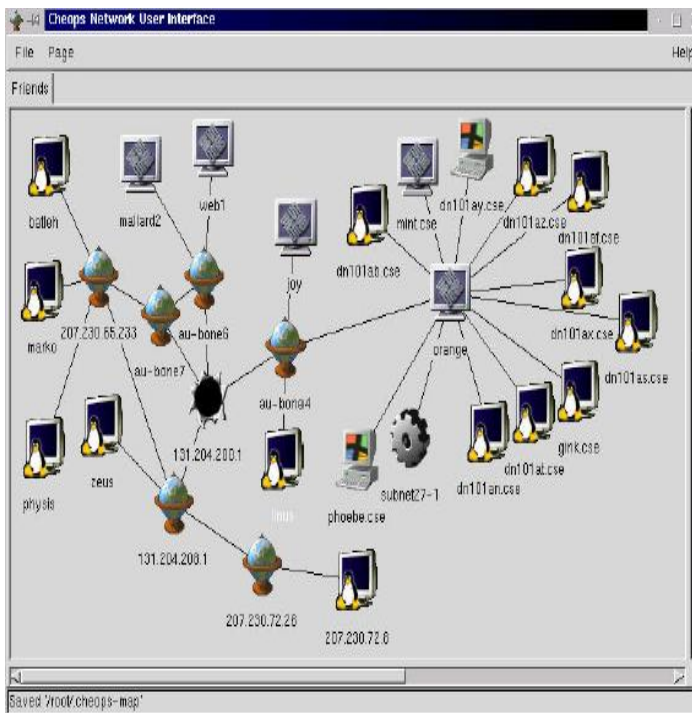 Cheops Network User Interface
File Page Help
Friends
mallard2
web1
mint.cse
dn101ay.cse
dn101az.cse
dn101af.cse
dn101ab.cse
joy
marko
207.230.65.233
au-bone6
au-bone7
orange
dn101ax.cse
dn101as.cse
au-bone4
physis
zeus
131.204.200.1
linus
phoebe.cse
subnet27-1
dn101an.cse
dn101at.cse
gink.cse
131.204.206.1
207.230.72.26
207.230.72.6
Saved '/root/.cheops-map'